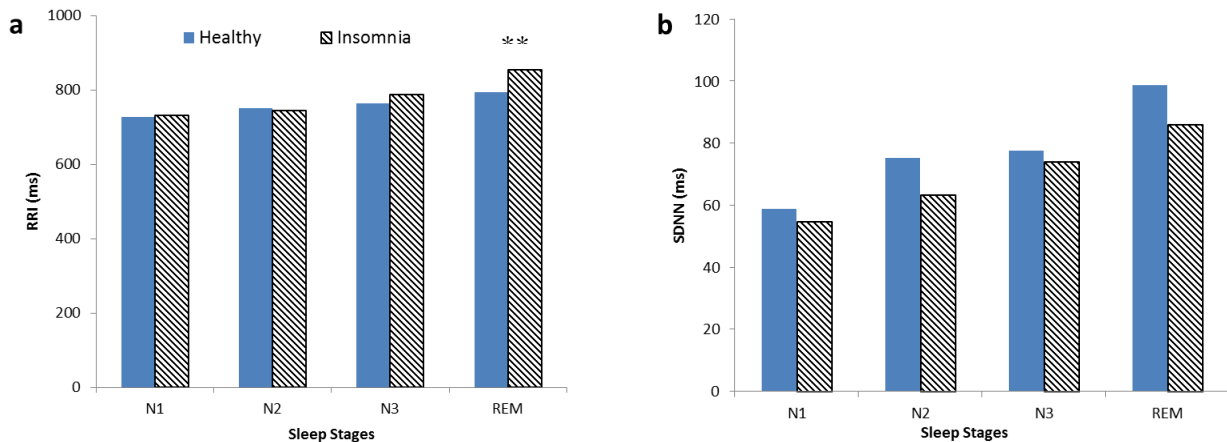 a
Healthy Insomnia
**
1000
800
600
400
200
0
RRI (ms)
N1 N2 N3 REM
Sleep Stages
b
120
100
80
60
40
20
0
SDNN (ms)
N1 N2 N3 REM
Sleep Stages